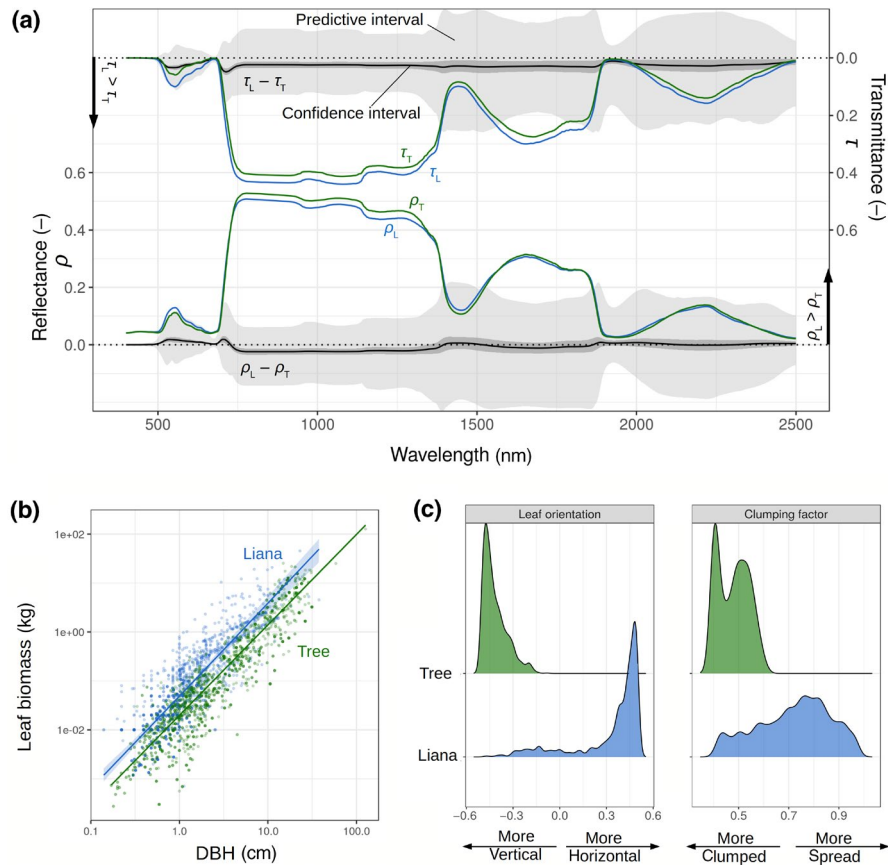 (a)
Predictive interval
τL > τT
τL − τT
Confidence interval
0.0
0.2
0.4
0.6
Transmittance (–)
τ
τT
τL
ρT
ρL
0.6
0.4
0.2
0.0
Reflectance (–)
ρ
ρL − ρT
ρL > ρT
500
1000
1500
2000
2500
Wavelength (nm)
(b)
1e+02
1e+00
1e-02
Leaf biomass (kg)
Liana
Tree
0.1
1.0
10.0
100.0
DBH (cm)
(c)
Leaf orientation
Clumping factor
Tree
Liana
−0.6
−0.3
0.0
0.3
0.6
0.5
0.7
0.9
More
Vertical
More
Horizontal
More
Clumped
More
Spread